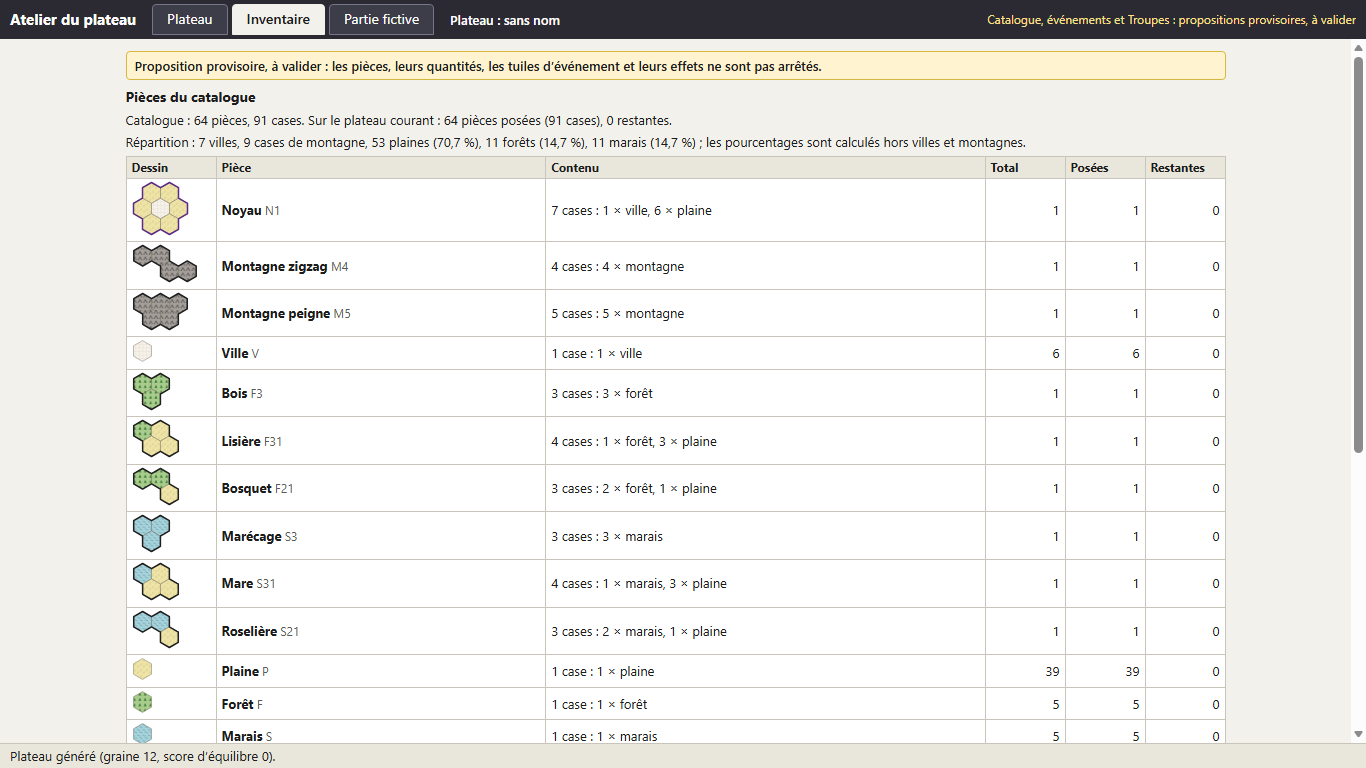 Atelier du plateau Plateau Inventaire Partie fictive Plateau : sans nom Catalogue, événements et Troupes : propositions provisoires, à valider
Proposition provisoire, à valider : les pièces, leurs quantités, les tuiles d’événement et leurs effets ne sont pas arrêtés.
Pièces du catalogue
Catalogue : 64 pièces, 91 cases. Sur le plateau courant : 64 pièces posées (91 cases), 0 restantes.
Répartition : 7 villes, 9 cases de montagne, 53 plaines (70,7 %), 11 forêts (14,7 %), 11 marais (14,7 %) ; les pourcentages sont calculés hors villes et montagnes.
Dessin Pièce Contenu Total Posées Restantes
Noyau N1 7 cases : 1 × ville, 6 × plaine 1 1 0
Montagne zigzag M4 4 cases : 4 × montagne 1 1 0
Montagne peigne M5 5 cases : 5 × montagne 1 1 0
Ville V 1 case : 1 × ville 6 6 0
Bois F3 3 cases : 3 × forêt 1 1 0
Lisière F31 4 cases : 1 × forêt, 3 × plaine 1 1 0
Bosquet F21 3 cases : 2 × forêt, 1 × plaine 1 1 0
Marécage S3 3 cases : 3 × marais 1 1 0
Mare S31 4 cases : 1 × marais, 3 × plaine 1 1 0
Roselière S21 3 cases : 2 × marais, 1 × plaine 1 1 0
Plaine P 1 case : 1 × plaine 39 39 0
Forêt F 1 case : 1 × forêt 5 5 0
Marais S 1 case : 1 × marais 5 5 0
Plateau généré (graine 12, score d’équilibre 0).